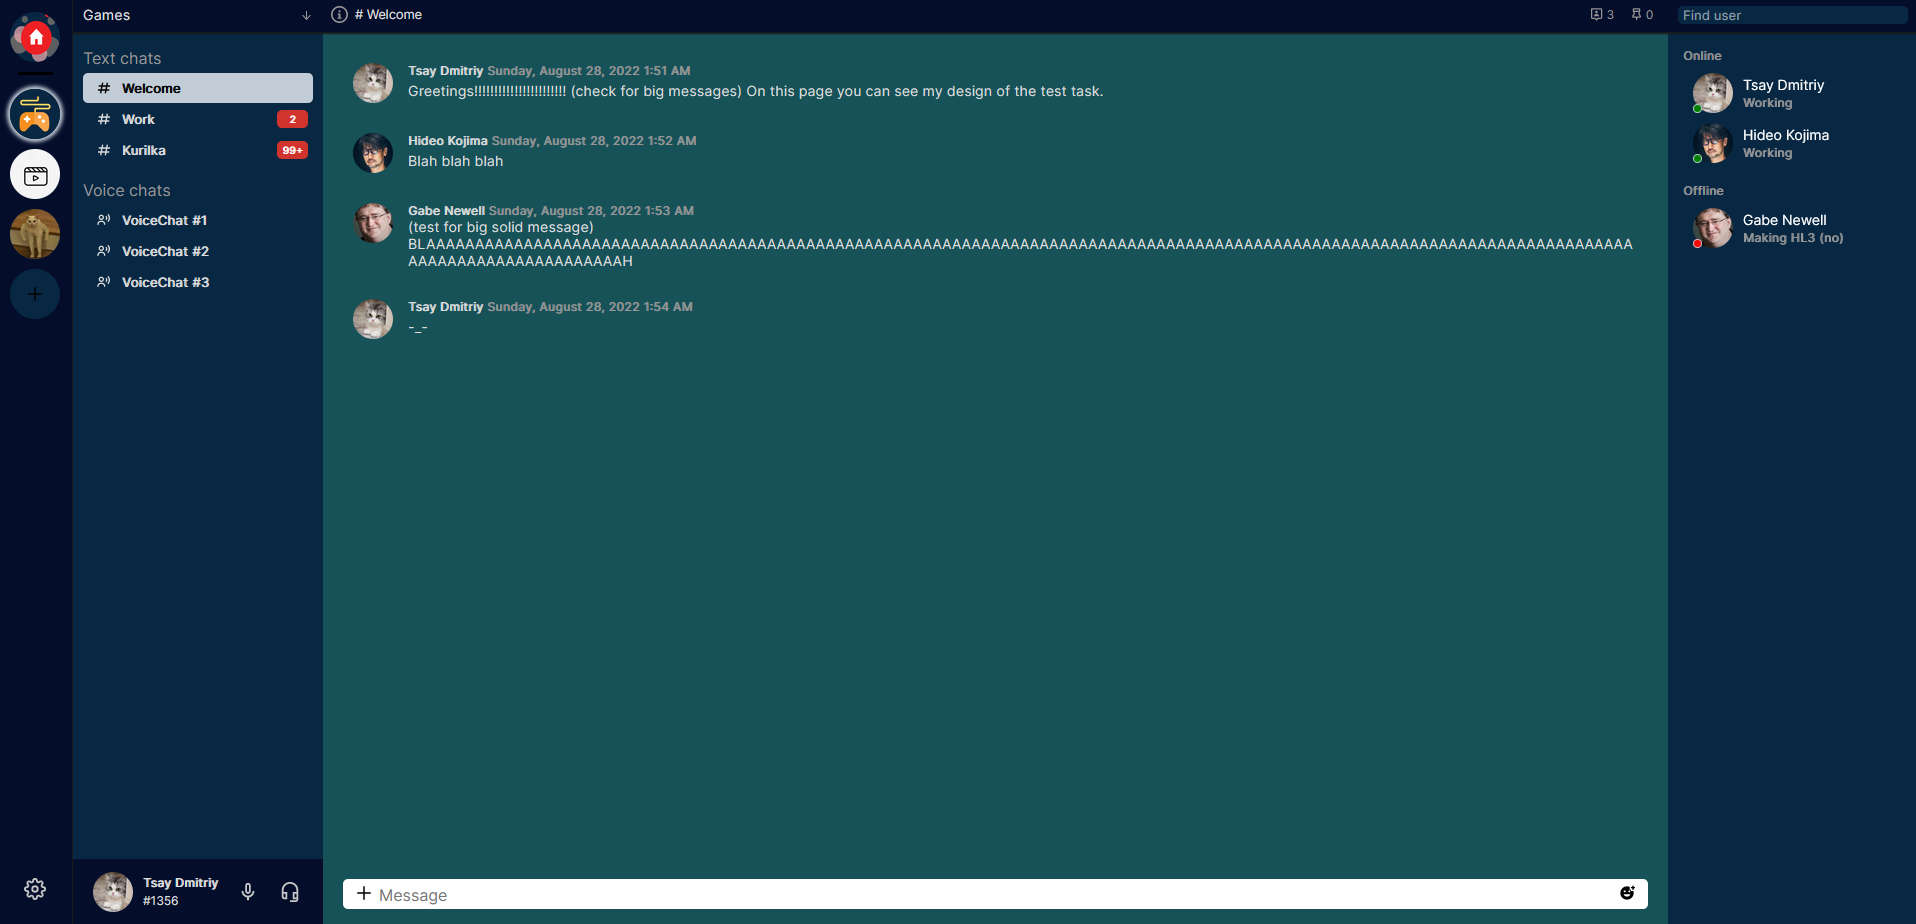 Games
# Welcome
3
0
Find user
Text chats
# Welcome
# Work 2
# Kurilka 99+
Voice chats
VoiceChat #1
VoiceChat #2
VoiceChat #3
Tsay Dmitriy
#1356
Tsay Dmitriy Sunday, August 28, 2022 1:51 AM
Greetings!!!!!!!!!!!!!!!!!!!!!!! (check for big messages) On this page you can see my design of the test task.
Hideo Kojima Sunday, August 28, 2022 1:52 AM
Blah blah blah
Gabe Newell Sunday, August 28, 2022 1:53 AM
(test for big solid message)
BLAAAAAAAAAAAAAAAAAAAAAAAAAAAAAAAAAAAAAAAAAAAAAAAAAAAAAAAAAAAAAAAAAAAAAAAAAAAAAAAAAAAAAAAAAAAAAAAAAAAAAAAAAAAAAAAAAAAAAAAAAAAA
AAAAAAAAAAAAAAAAAAAAAAH
Tsay Dmitriy Sunday, August 28, 2022 1:54 AM
-_-
Message
Online
Tsay Dmitriy
Working
Hideo Kojima
Working
Offline
Gabe Newell
Making HL3 (no)